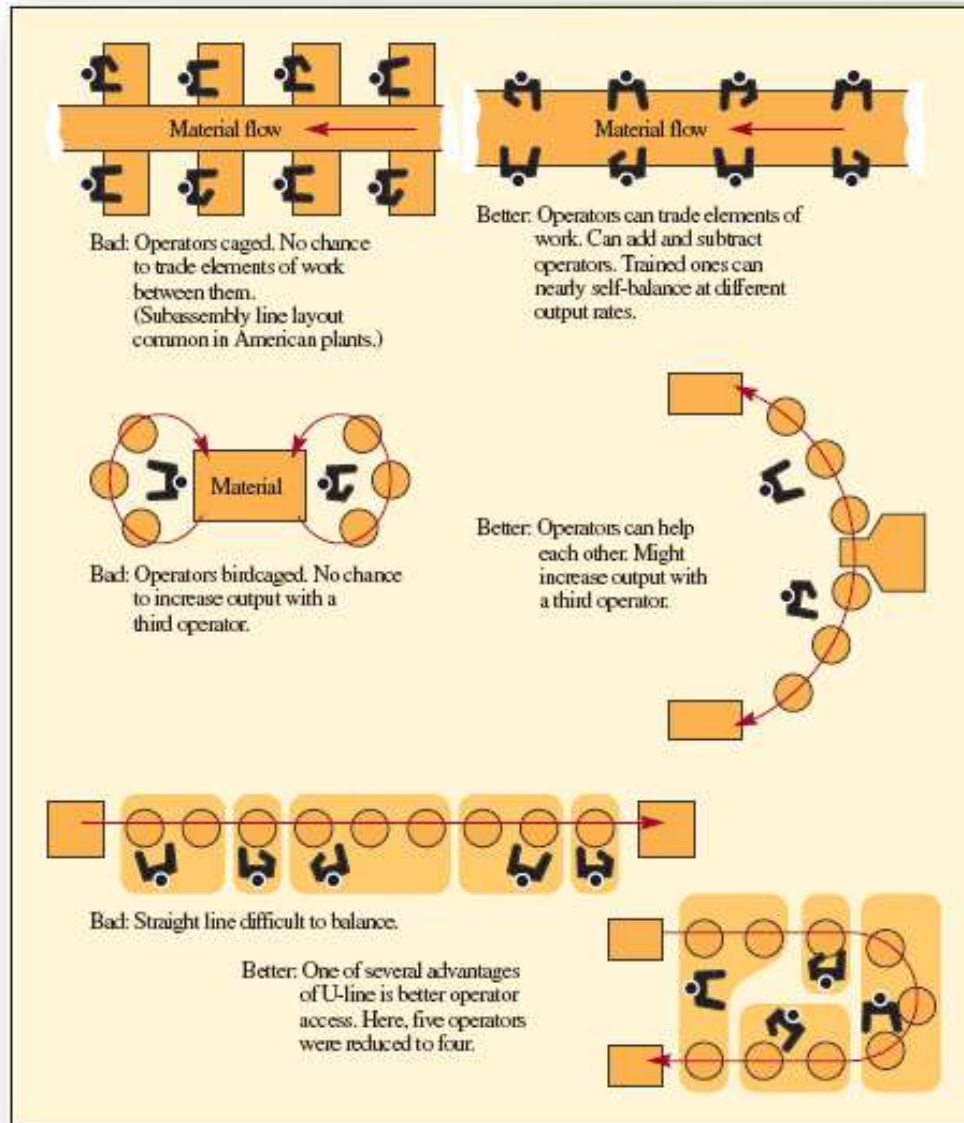 Material flow
Material flow
Bad: Operators caged. No chance
to trade elements of work
between them.
(Subassembly line layout
common in American plants.)
Better: Operators can trade elements of
work. Can add and subtract
operators. Trained ones can
nearly self-balance at different
output rates.
Material
Bad: Operators birdcaged. No chance
to increase output with a
third operator.
Better: Operators can help
each other. Might
increase output with
a third operator.
Bad: Straight line difficult to balance.
Better: One of several advantages
of U-line is better operator
access. Here, five operators
were reduced to four.